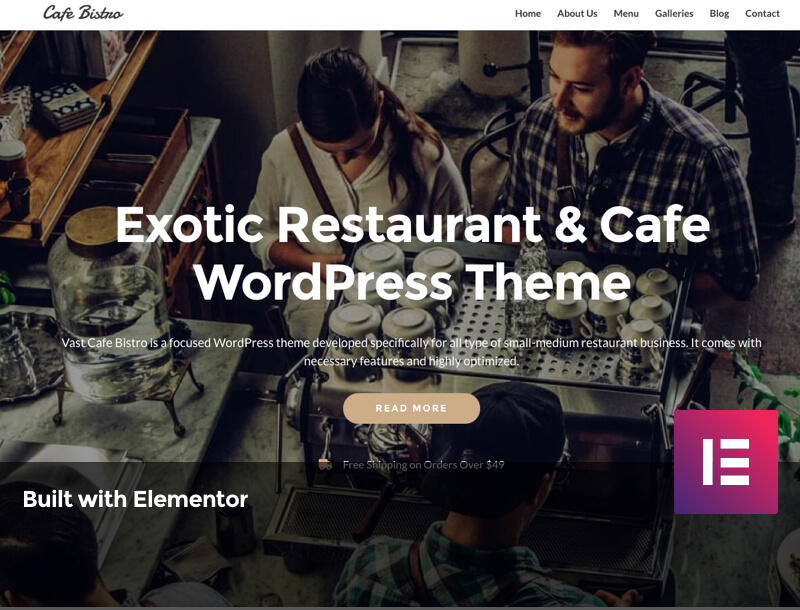 Cafe Bistro
Home About Us Menu Galleries Blog Contact
Exotic Restaurant & Cafe
WordPress Theme
Vast Cafe Bistro is a focused WordPress theme developed specifically for all type of small-medium restaurant business. It comes with
necessary features and highly optimized.
READ MORE
Free Shipping on Orders Over $49
Built with Elementor